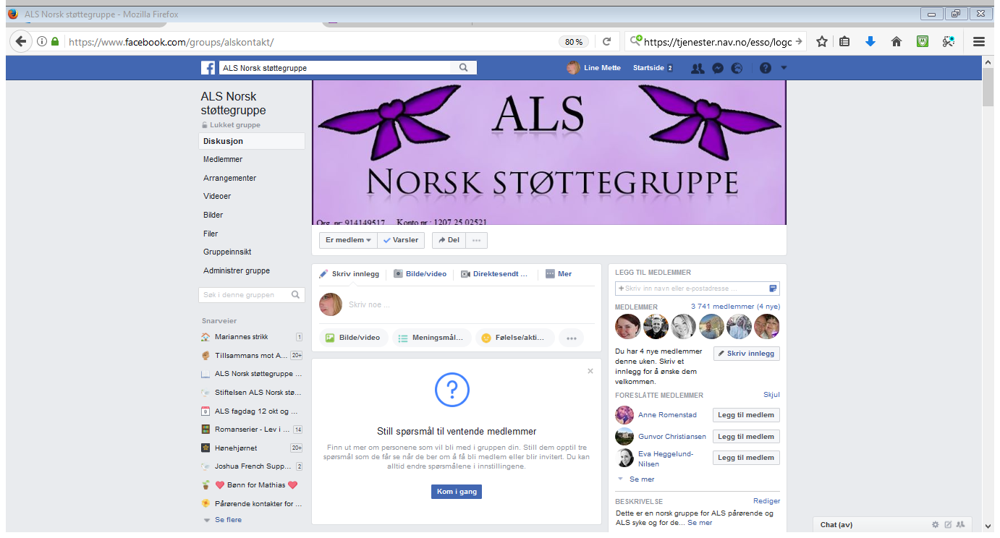 ALS Norsk støttegruppe - Mozilla Firefox
https://www.facebook.com/groups/alskontakt/
80 %
https://tjenester.nav.no/esso/logc
ALS Norsk støttegruppe
Line Mette
Startside 2
ALS Norsk
støttegruppe
Lukket gruppe
Diskusjon
Medlemmer
Arrangementer
Videoer
Bilder
Filer
Gruppeinnsikt
Administrer gruppe
Søk i denne gruppen
Snarveier
Mariannes strikk 1
Tillsammans mot A... 20+
ALS Norsk støttegruppe ...
Stiftelsen ALS Norsk stø...
ALS fagdag 12 okt og ...
Romanserier - Lev i ... 14
Hønehjørnet 20+
Joshua French Supp... 2
Bønn for Mathias
Pårørende kontakter for ...
Se flere
ALS
NORSK STØTTEGRUPPE
Org. nr: 914149517 Konto nr.: 1207 25 02521
Er medlem
Varsler
Del
Skriv innlegg
Bilde/video
Direktesendt ...
Mer
Skriv noe ...
Bilde/video
Meningsmål...
Følelse/akti...
Still spørsmål til ventende medlemmer
Finn ut mer om personene som vil bli med i gruppen din. Still dem opptil tre
spørsmål som de får se når de ber om å få bli medlem eller blir invitert. Du kan
alltid endre spørsmålene i innstillingene.
Kom i gang
LEGG TIL MEDLEMMER
+ Skriv inn navn eller e-postadresse ...
MEDLEMMER 3 741 medlemmer (4 nye)
Du har 4 nye medlemmer
denne uken. Skriv et
innlegg for å ønske dem
velkommen.
Skriv innlegg
FORESLÅTTE MEDLEMMER Skjul
Anne Romenstad Legg til medlem
Gunvor Christiansen Legg til medlem
Eva Heggelund-
Nilsen
Legg til medlem
Se mer
BESKRIVELSE Rediger
Dette er en norsk gruppe for ALS pårørende og
ALS syke og for de... Se mer
Chat (av)